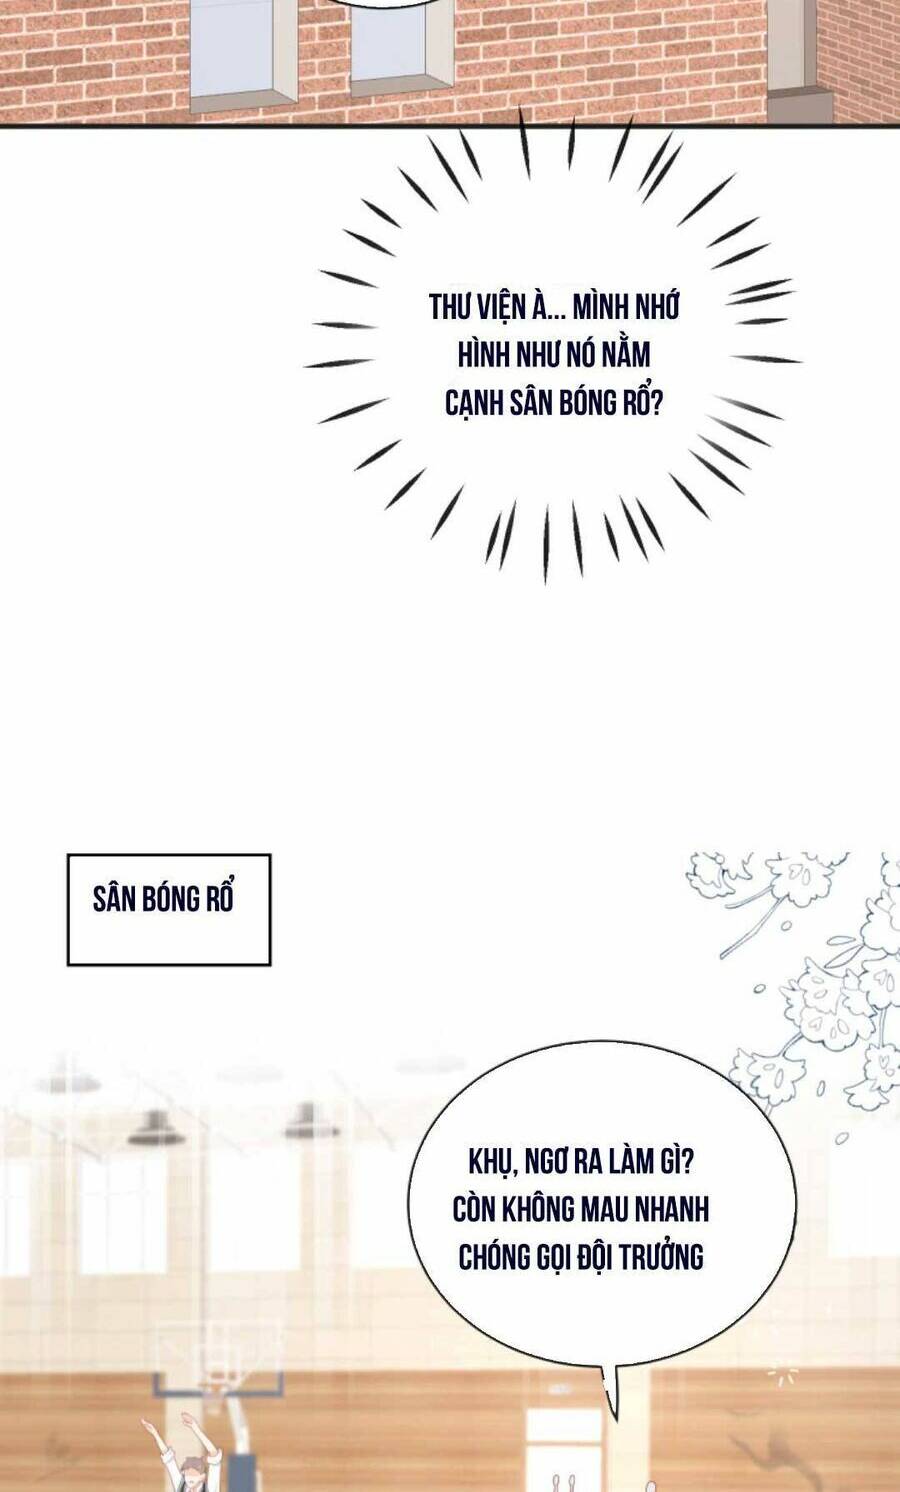 THƯ VIỆN À... MÌNH NHỚ
HÌNH NHƯ NÓ NẰM
CẠNH SÂN BÓNG RỔ?
SÂN BÓNG RỔ
KHỤ, NGƠ RA LÀM GÌ?
CÒN KHÔNG MAU NHANH
CHÓNG GỌI ĐỘI TRƯỞNG